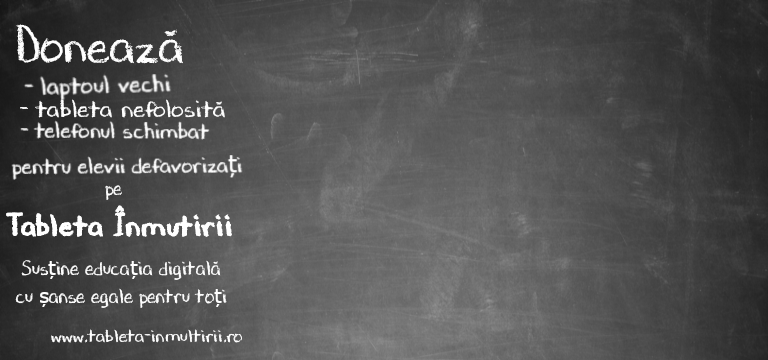 Donează
- laptoul vechi
- tableta nefolosită
- telefonul schimbat
pentru elevii defavorizați
pe
Tableta Înmutirii
Susține educația digitală
cu șanse egale pentru toți
www.tableta-inmultirii.ro